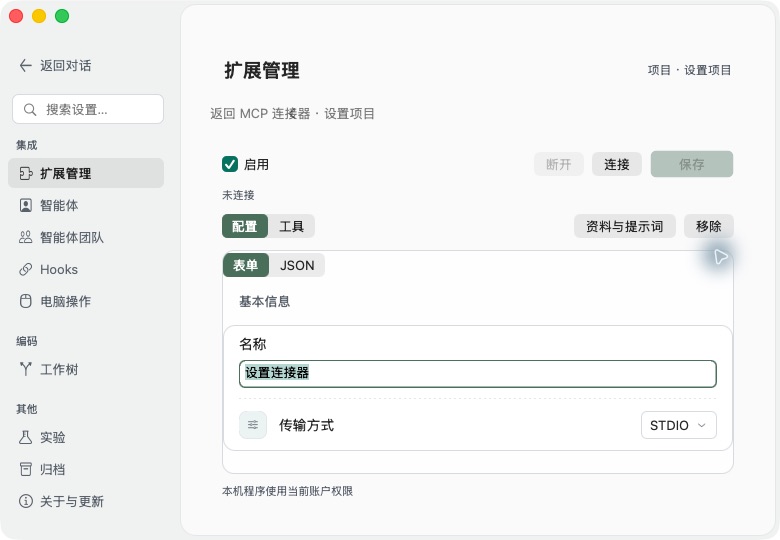 返回对话
搜索设置…
集成
扩展管理
智能体
智能体团队
Hooks
电脑操作
编码
工作树
其他
实验
归档
关于与更新
扩展管理
项目 · 设置项目
返回 MCP 连接器 · 设置项目
启用
断开
连接
保存
未连接
配置
工具
资料与提示词
移除
表单
JSON
基本信息
名称
设置连接器
传输方式
STDIO
本机程序使用当前账户权限